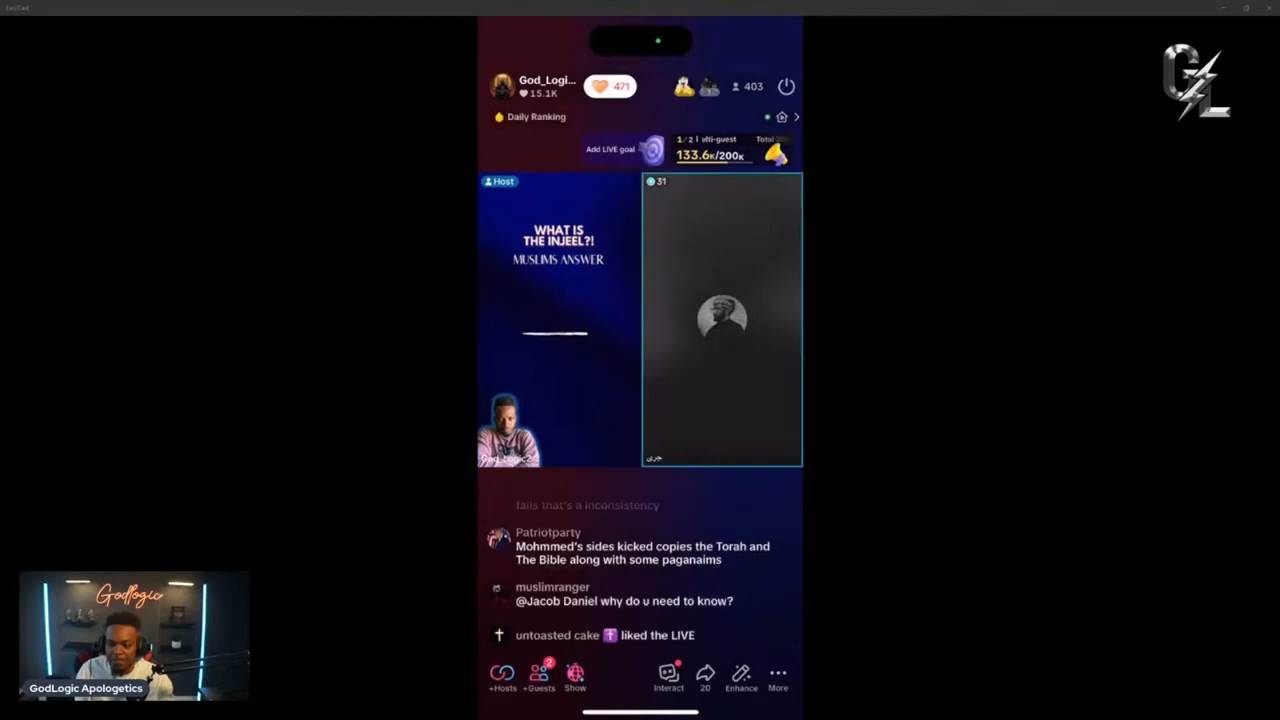 God_Logi...
15.1K
471
403
Daily Ranking
Add LIVE goal
133.6K/200K
Host
31
WHAT IS
THE INJEEL?!
MUSLIMS ANSWER
جرى
fails that's a inconsistency
Patriotparty
Mohmmed's sides kicked copies the Torah and
The Bible along with some paganaims
muslimranger
@Jacob Daniel why do u need to know?
untoasted cake ✝️ liked the LIVE
2
+Hosts
+Guests
Show
Interact
20
Enhance
More
GL
Godlogic
GodLogic Apologetics